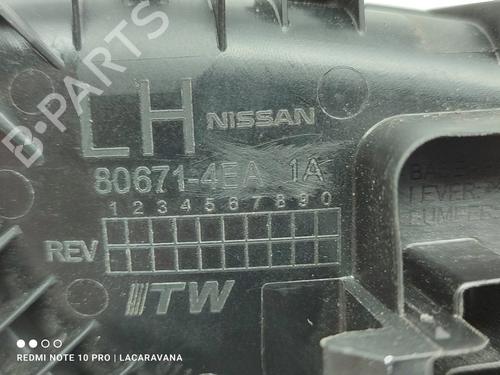 B-PARTS
LH NISSAN
80671-4EA 1A
1 2 3 4 5 6 7 8 9 0
REV
ITW
LEVER
REDMI NOTE 10 PRO | LACARAVANA